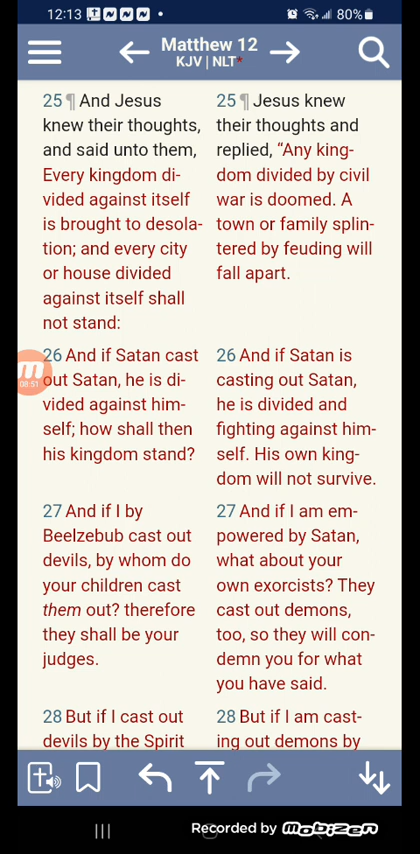 12:13 80%
Matthew 12
KJV | NLT*
25 ¶ And Jesus
knew their thoughts,
and said unto them,
Every kingdom di-
vided against itself
is brought to desola-
tion; and every city
or house divided
against itself shall
not stand:
26 And if Satan cast
out Satan, he is di-
vided against him-
self; how shall then
his kingdom stand?
27 And if I by
Beelzebub cast out
devils, by whom do
your children cast
them out? therefore
they shall be your
judges.
28 But if I cast out
devils by the Spirit
25 ¶ Jesus knew
their thoughts and
replied, “Any king-
dom divided by civil
war is doomed. A
town or family splin-
tered by feuding will
fall apart.
26 And if Satan is
casting out Satan,
he is divided and
fighting against him-
self. His own king-
dom will not survive.
27 And if I am em-
powered by Satan,
what about your
own exorcists? They
cast out demons,
too, so they will con-
demn you for what
you have said.
28 But if I am cast-
ing out demons by
m
08:51
Recorded by mobizen